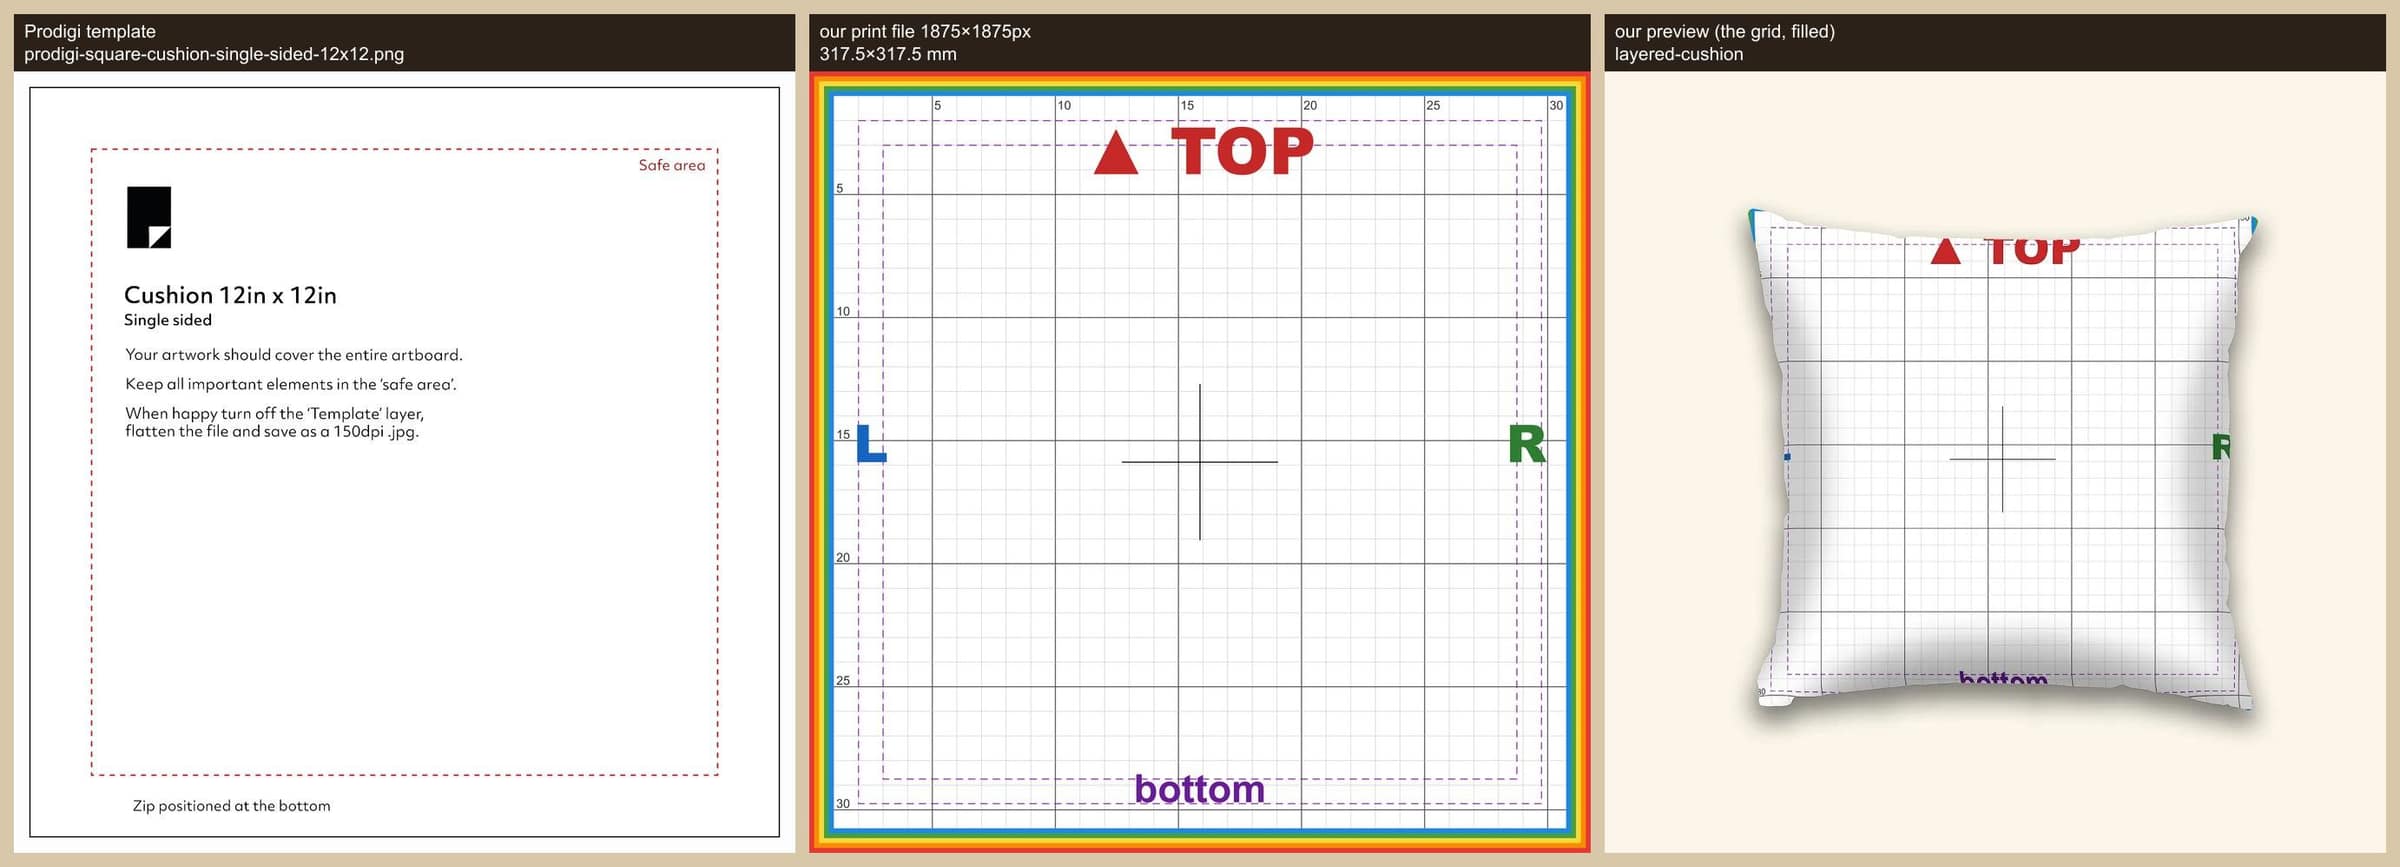 Prodigi template
prodigi-square-cushion-single-sided-12x12.png
Safe area
Cushion 12in x 12in
Single sided
Your artwork should cover the entire artboard.
Keep all important elements in the ‘safe area’.
When happy turn off the ‘Template’ layer,
flatten the file and save as a 150dpi .jpg.
Zip positioned at the bottom
our print file 1875×1875px
317.5×317.5 mm
5 10 15 20 25 30
▲ TOP
5
10
15
L R
20
25
bottom
30
our preview (the grid, filled)
layered-cushion
▲ TOP
R
bottom